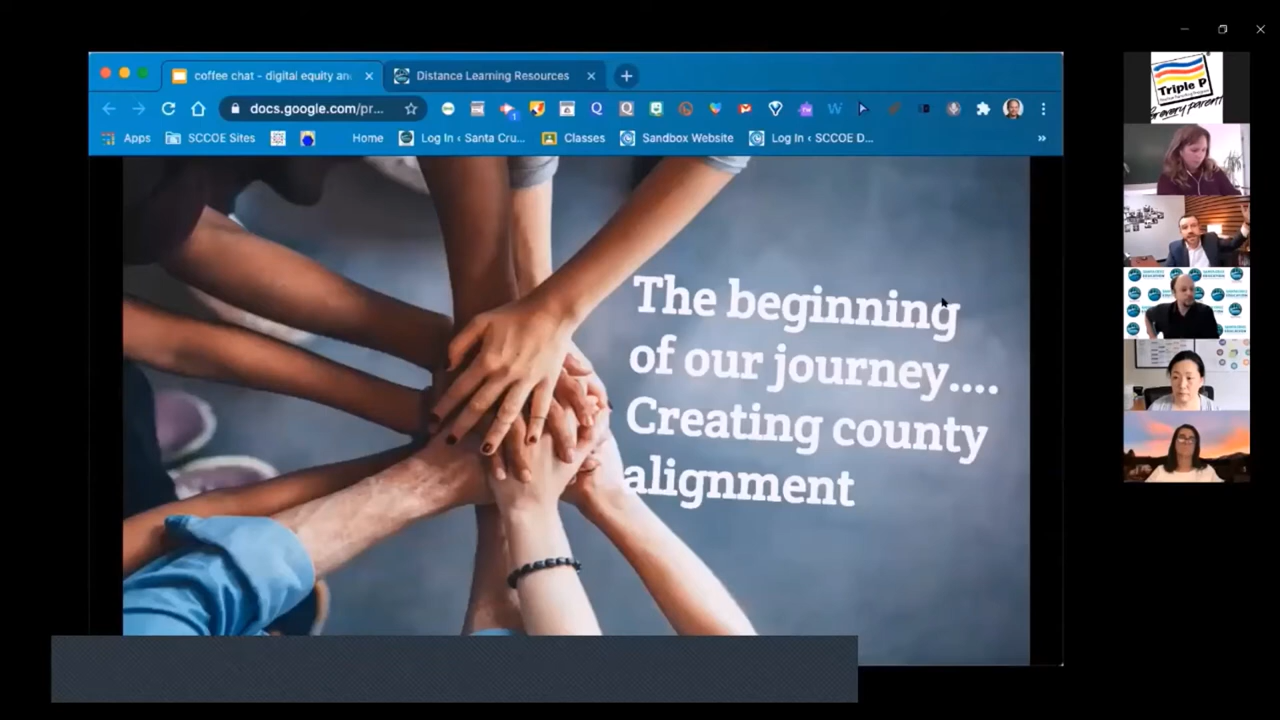 coffee chat - digital equity an
Distance Learning Resources
docs.google.com/pr...
Apps
SCCOE Sites
Home
Log In ‹ Santa Cru...
Classes
Sandbox Website
Log In ‹ SCCOE D...
The beginning
of our journey....
Creating county
alignment
Triple P